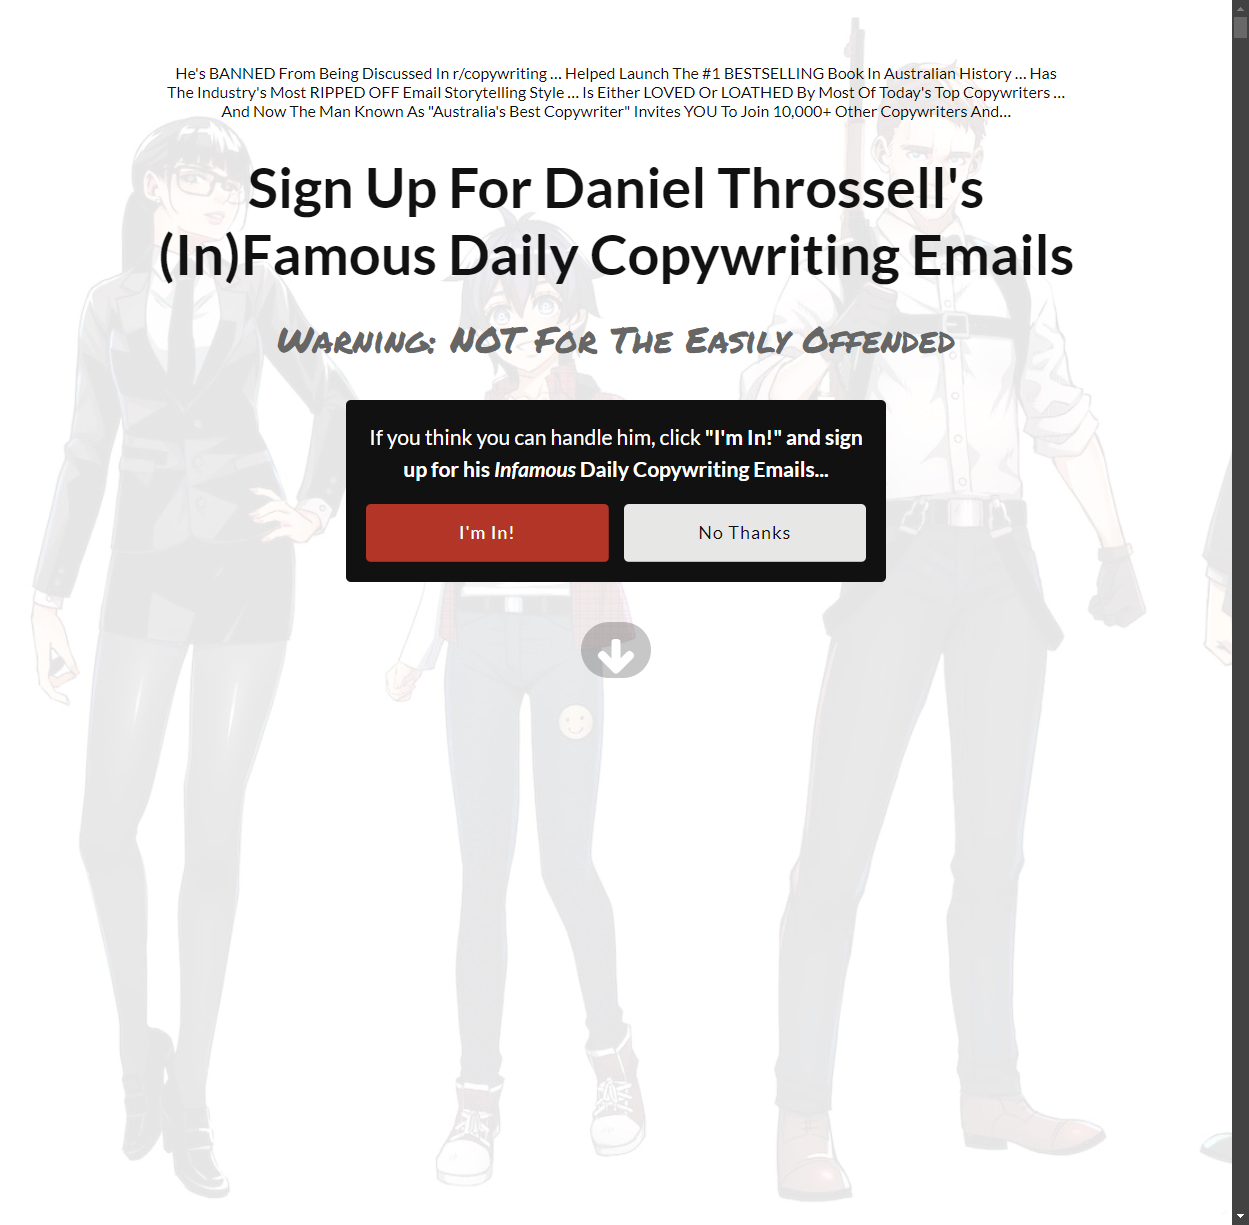 He's BANNED From Being Discussed In r/copywriting ... Helped Launch The #1 BESTSELLING Book In Australian History ... Has
The Industry's Most RIPPED OFF Email Storytelling Style ... Is Either LOVED Or LOATHED By Most Of Today's Top Copywriters ...
And Now The Man Known As "Australia's Best Copywriter" Invites YOU To Join 10,000+ Other Copywriters And...
Sign Up For Daniel Throssell's
(In)Famous Daily Copywriting Emails
Warning: NOT For The Easily Offended
If you think you can handle him, click "I'm In!" and sign
up for his Infamous Daily Copywriting Emails...
I'm In!
No Thanks